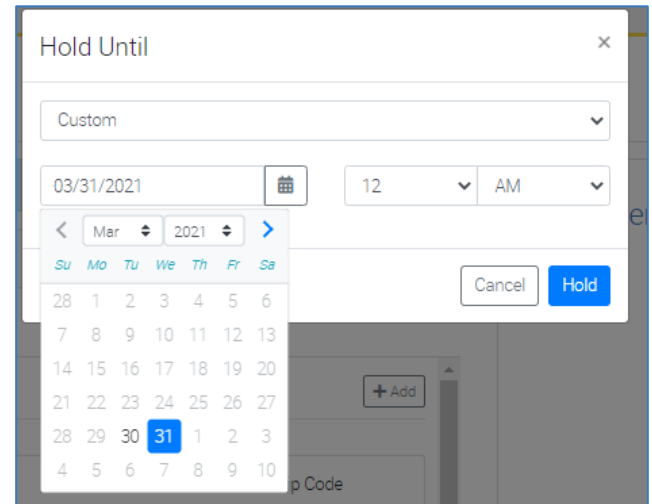 Hold Until ×
Custom
03/31/2021 12 AM
Mar 2021
Su Mo Tu We Th Fr Sa
Cancel Hold
28 1 2 3 4 5 6
7 8 9 10 11 12 13
14 15 16 17 18 19 20
+ Add
21 22 23 24 25 26 27
28 29 30 31 1 2 3
4 5 6 7 8 9 10
p Code